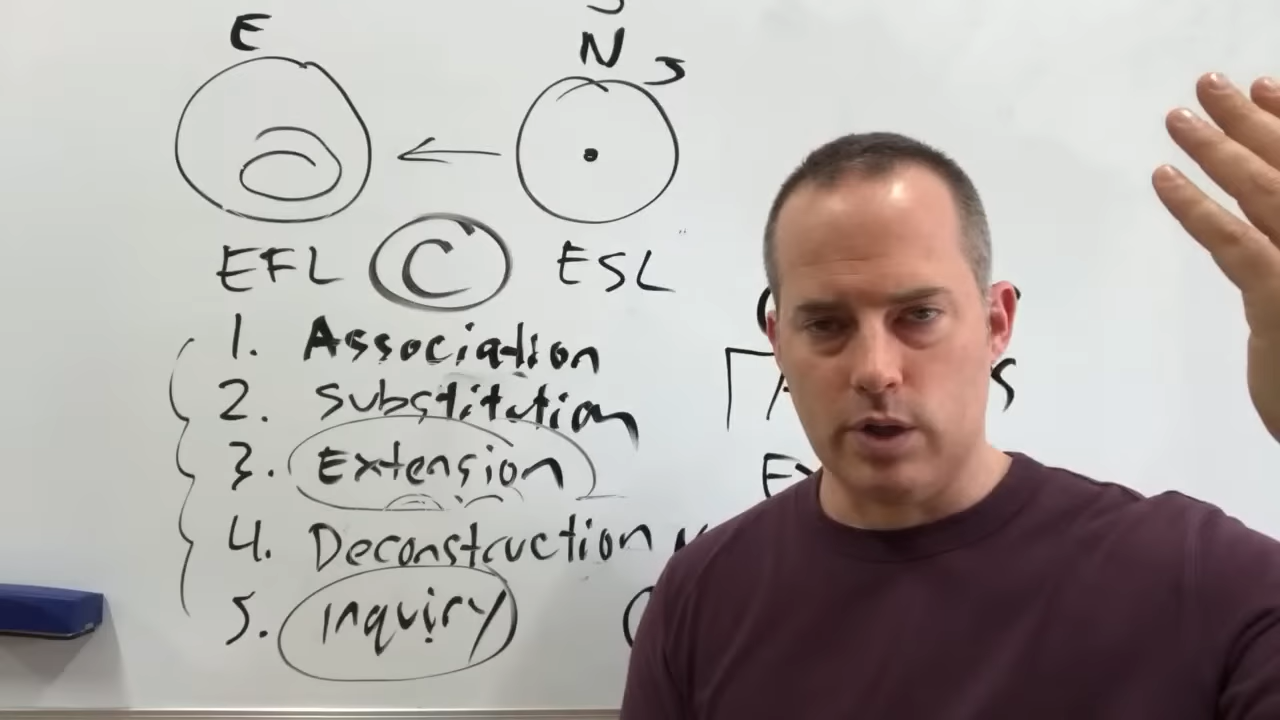 E N S
EFL C ESL
1. Association
2. Substitution
3. Extension
4. Deconstruction
5. Inquiry